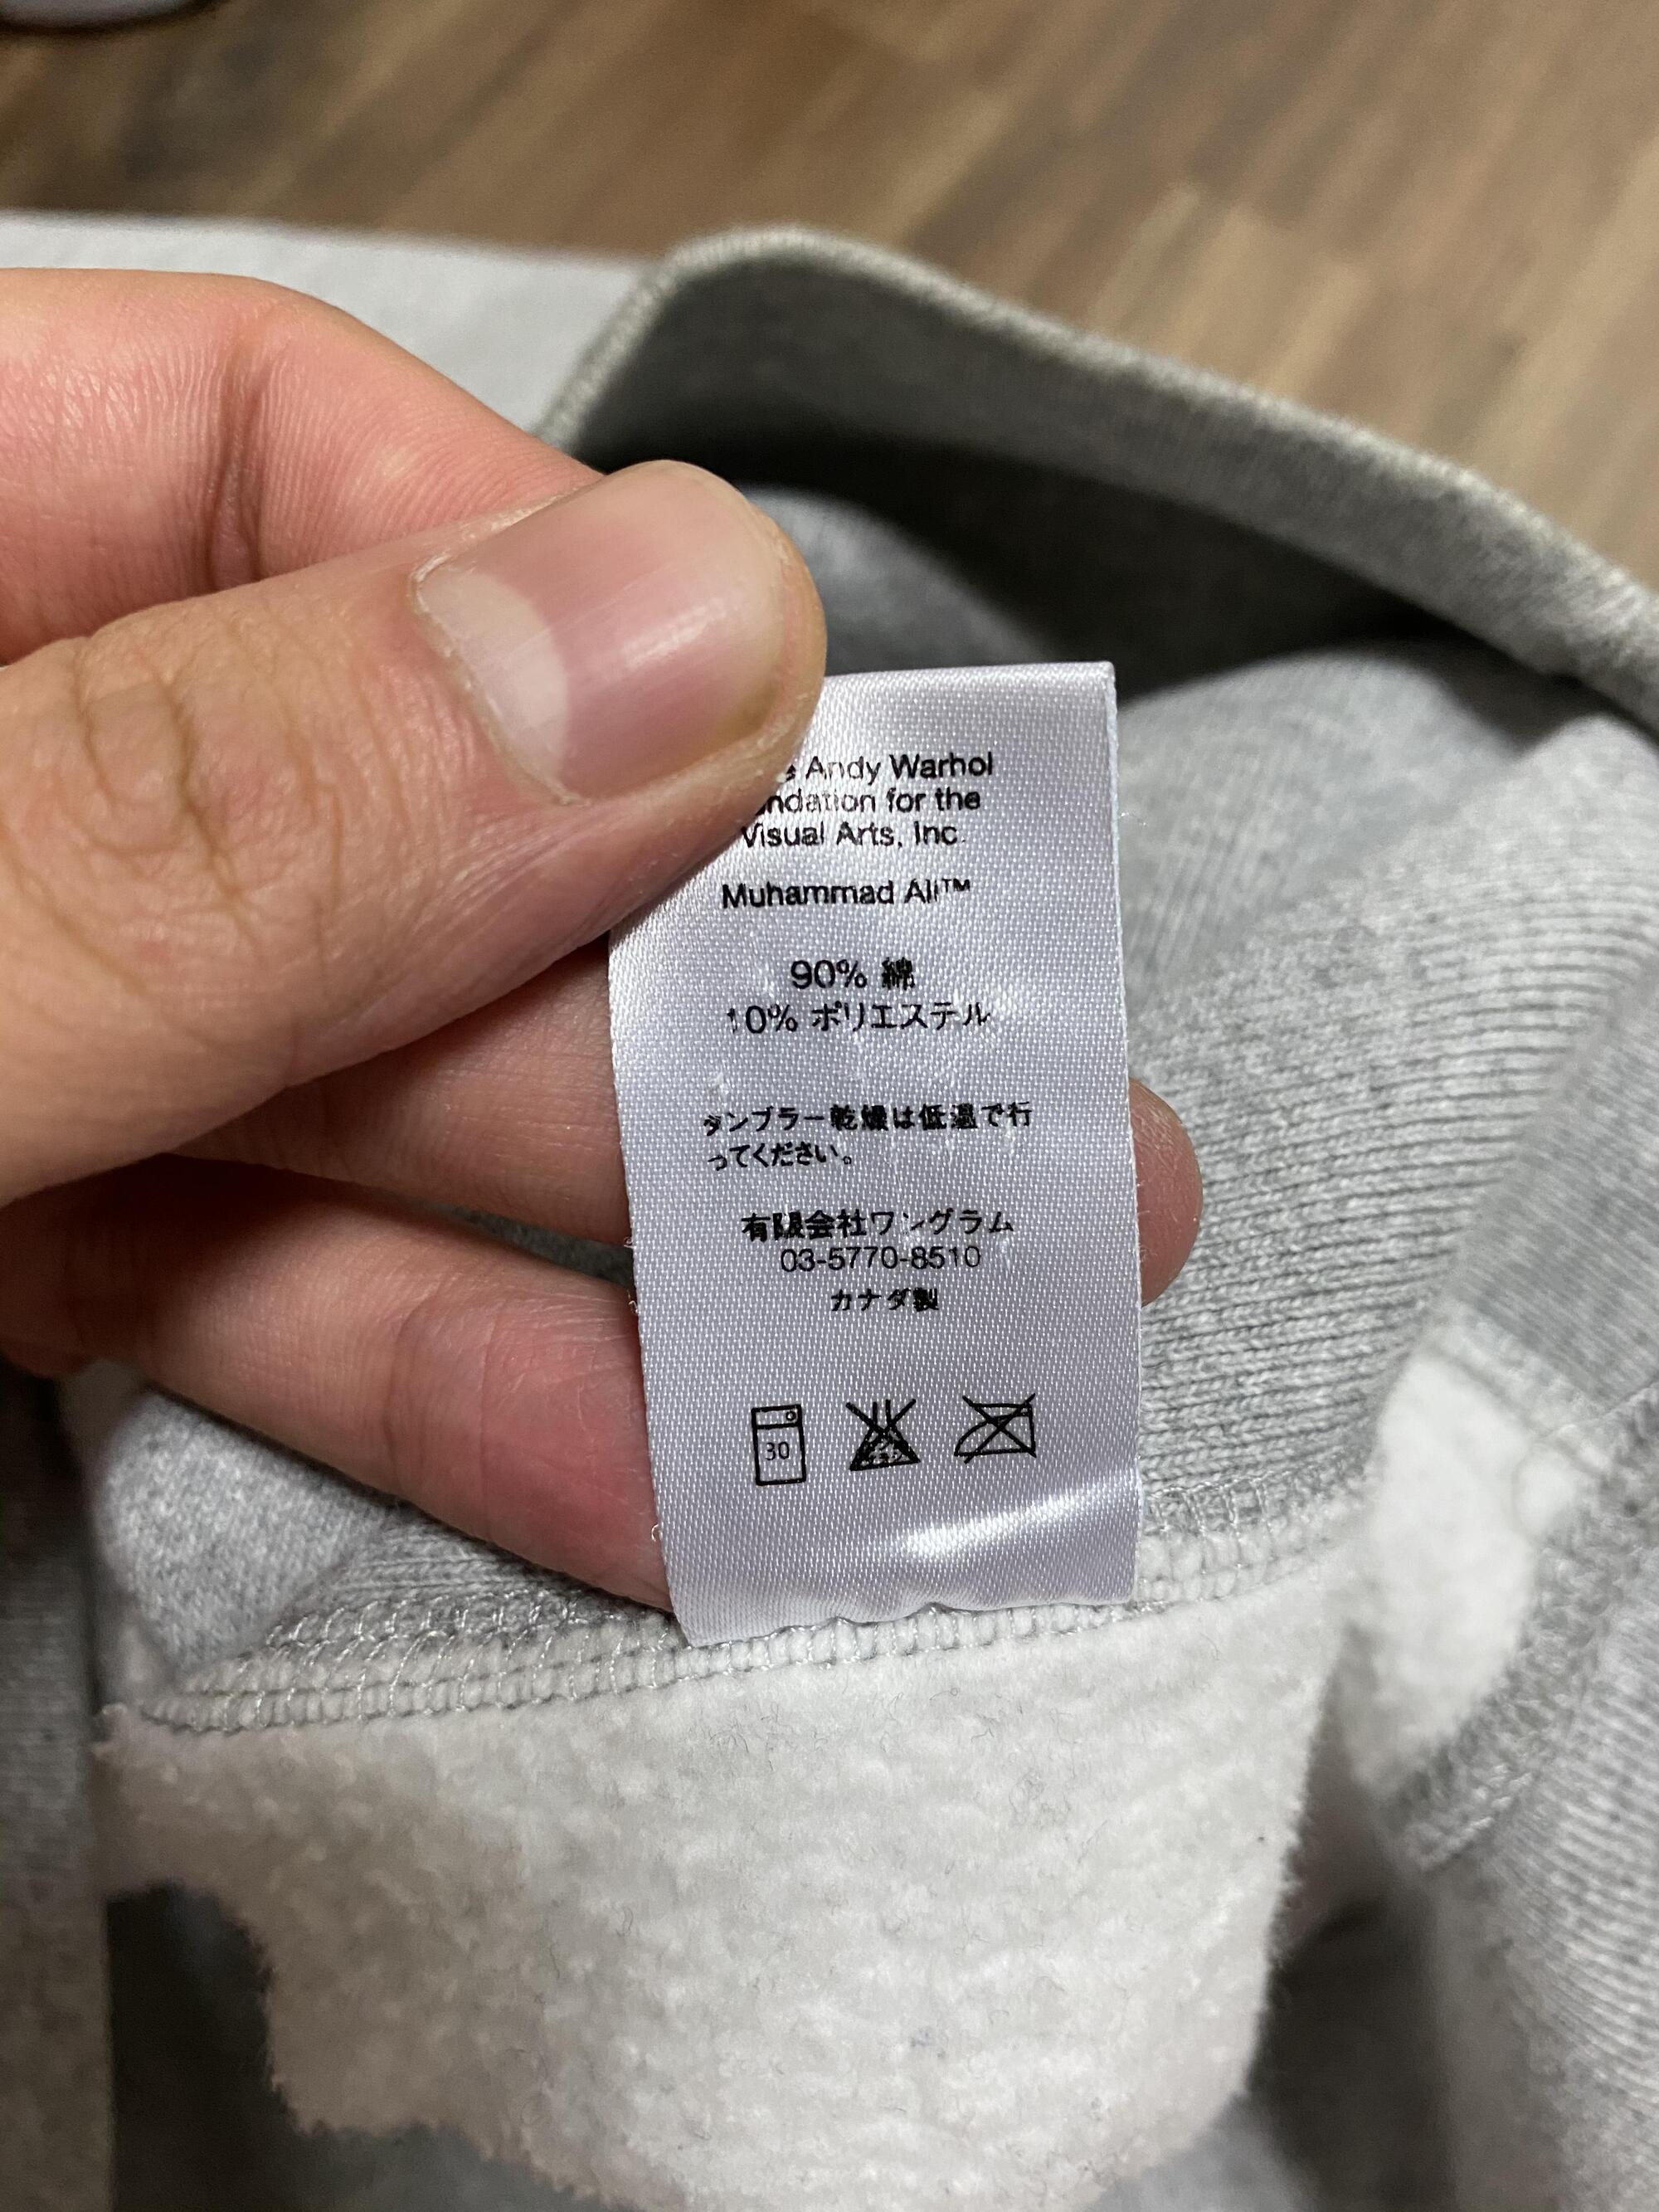 Andy Warhol
for the
Visual Arts, Inc.
Muhammad Ali™
90% 綿
10% ポリエステル
タンブラー乾燥は低温で行
ってください。
有限会社ワングラム
03-5770-8510
カナダ製
30